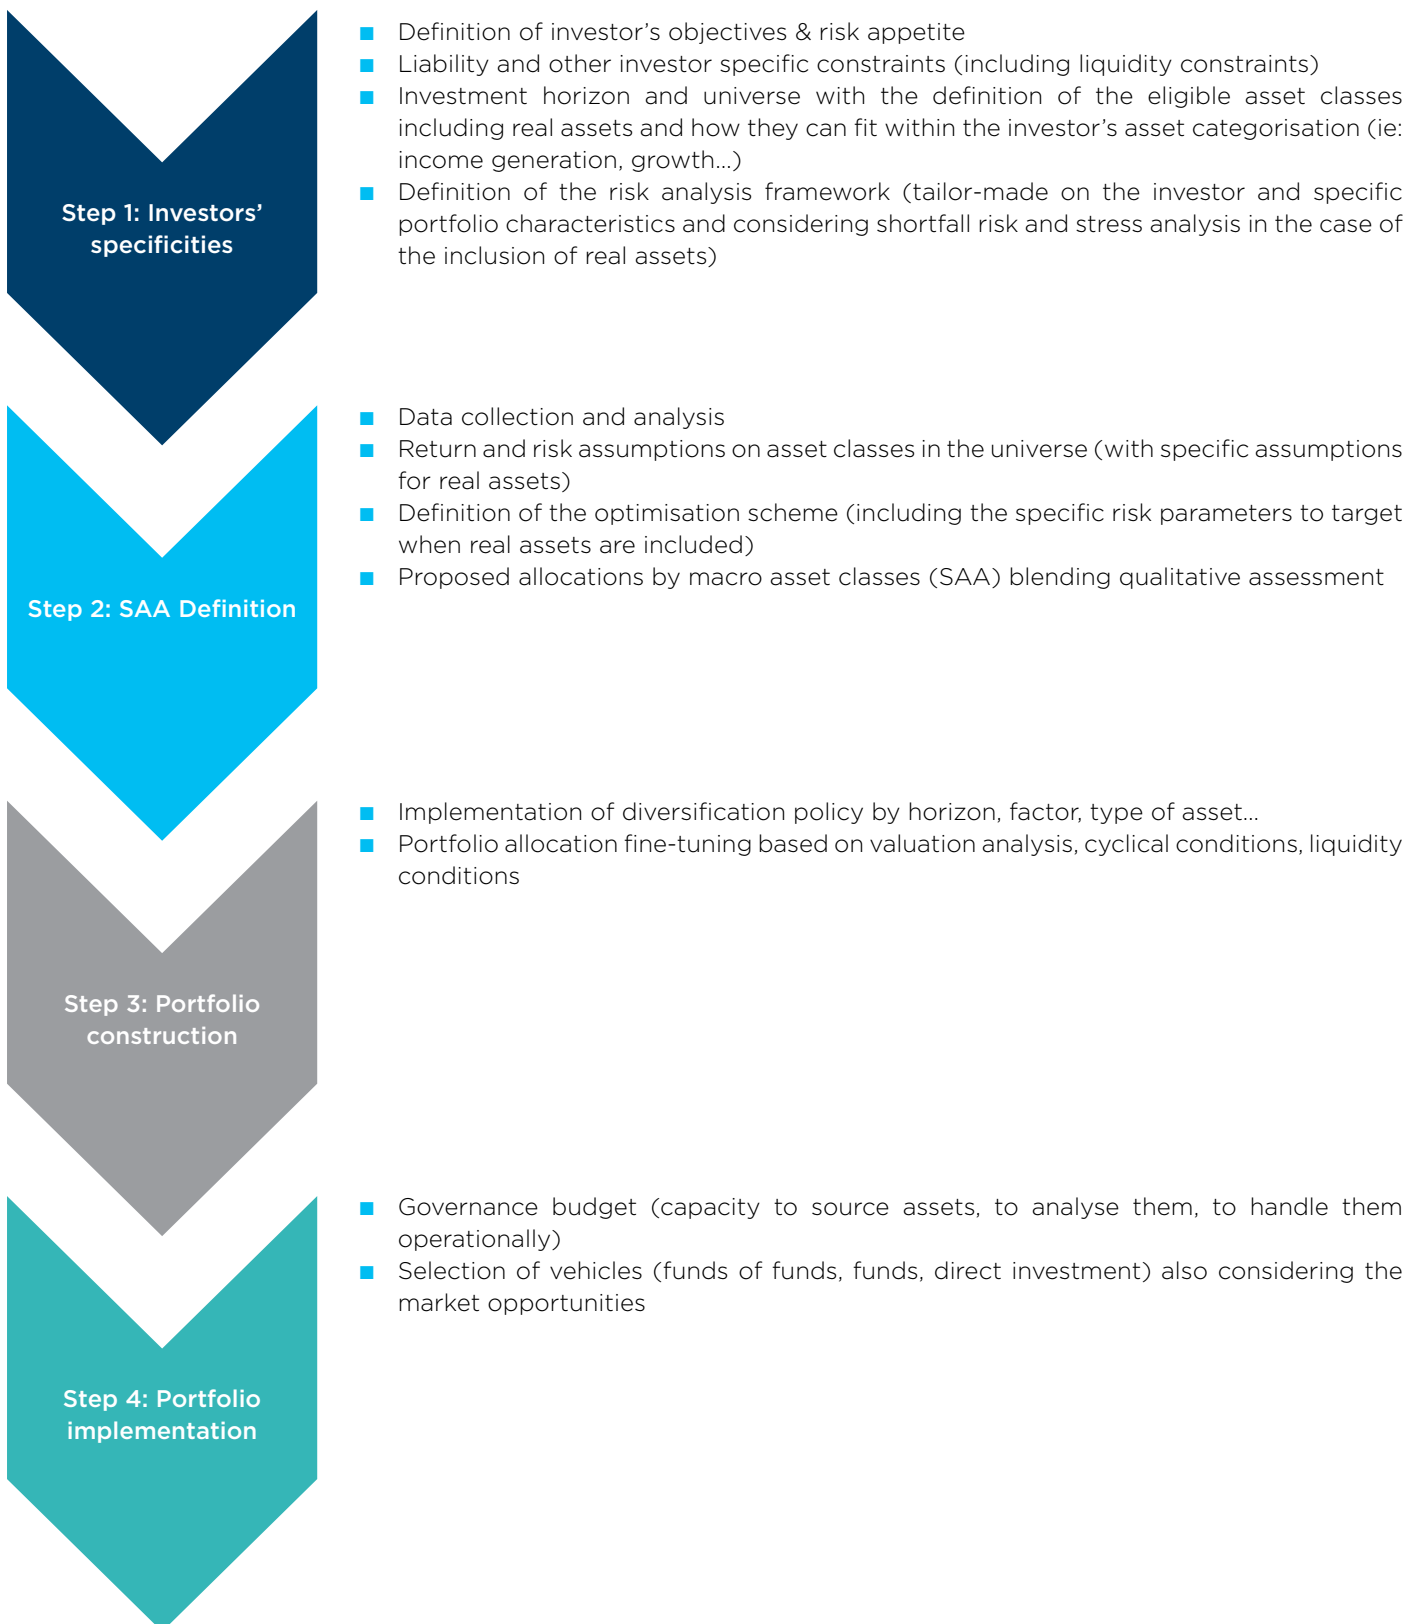 Step 1: Investors’
specificities
■ Definition of investor’s objectives & risk appetite
■ Liability and other investor specific constraints (including liquidity constraints)
■ Investment horizon and universe with the definition of the eligible asset classes
including real assets and how they can fit within the investor’s asset categorisation (ie:
income generation, growth...)
■ Definition of the risk analysis framework (tailor-made on the investor and specific
portfolio characteristics and considering shortfall risk and stress analysis in the case of
the inclusion of real assets)
Step 2: SAA Definition
■ Data collection and analysis
■ Return and risk assumptions on asset classes in the universe (with specific assumptions
for real assets)
■ Definition of the optimisation scheme (including the specific risk parameters to target
when real assets are included)
■ Proposed allocations by macro asset classes (SAA) blending qualitative assessment
Step 3: Portfolio
construction
■ Implementation of diversification policy by horizon, factor, type of asset...
■ Portfolio allocation fine-tuning based on valuation analysis, cyclical conditions, liquidity
conditions
Step 4: Portfolio
implementation
■ Governance budget (capacity to source assets, to analyse them, to handle them
operationally)
■ Selection of vehicles (funds of funds, funds, direct investment) also considering the
market opportunities